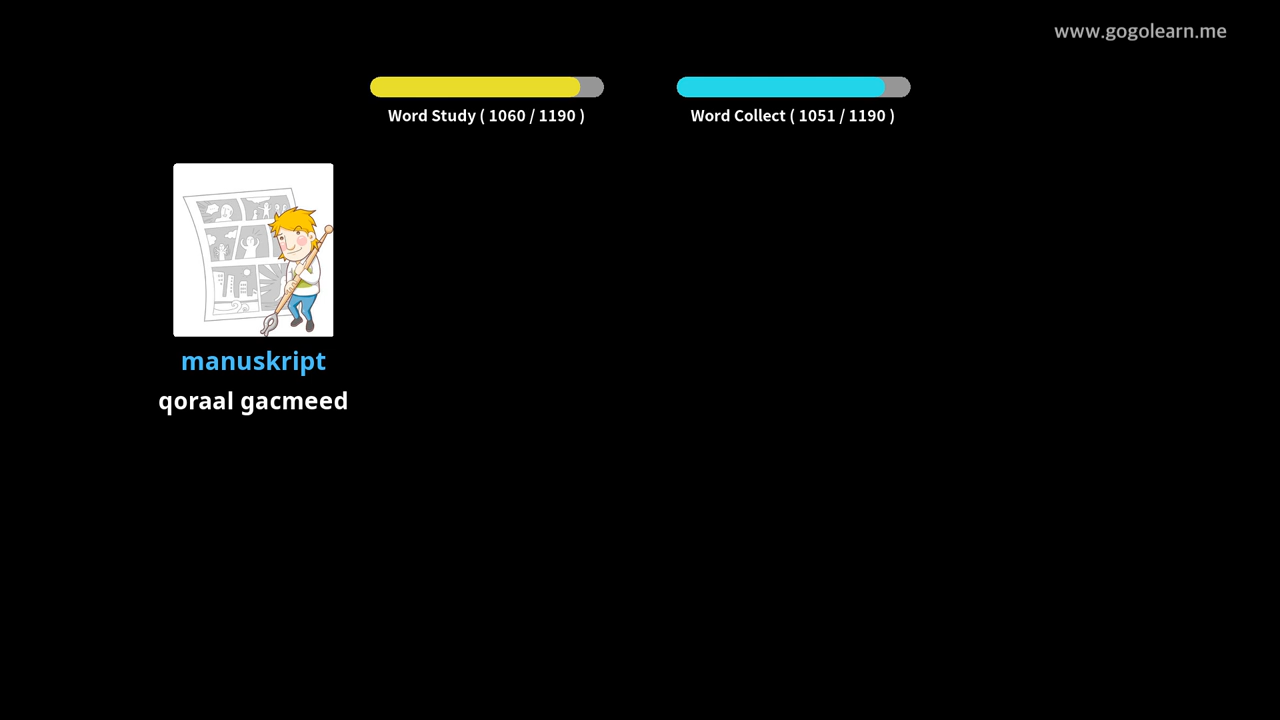 www.gogolearn.me
Word Study ( 1060 / 1190 )
Word Collect ( 1051 / 1190 )
manuskript
qoraal gacmeed